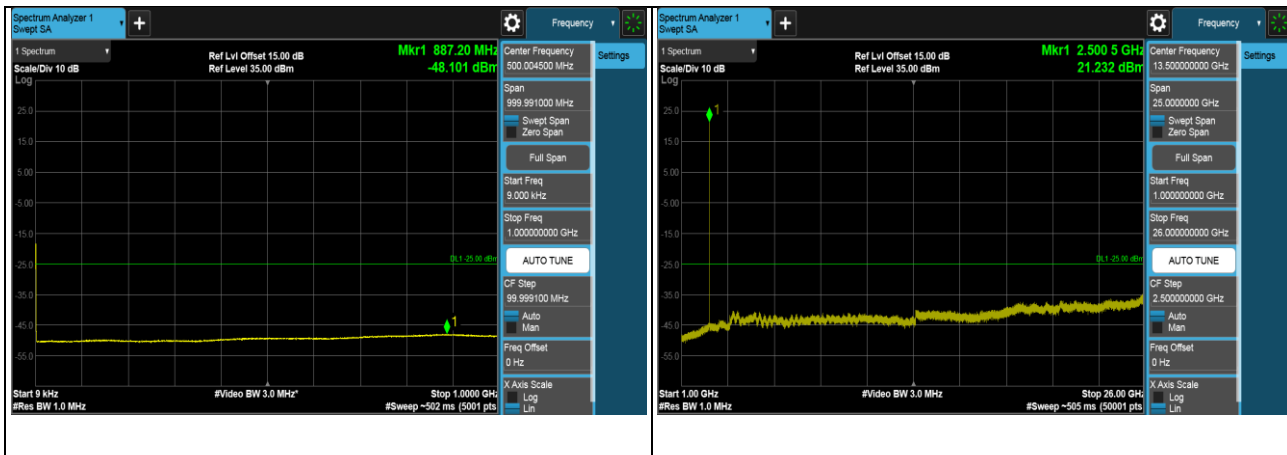 Spectrum Analyzer 1
Swept SA
+
Frequency
1 Spectrum
Scale/Div 10 dB
Log
Ref Lvl Offset 15.00 dB
Ref Level 35.00 dBm
Mkr1 887.20 MHz
-48.101 dBm
25.0
15.0
5.00
-5.00
-15.0
-25.0
-35.0
-45.0
-55.0
DL1 -25.00 dBm
1
Start 9 kHz
#Res BW 1.0 MHz
#Video BW 3.0 MHz*
Stop 1.0000 GHz
#Sweep ~502 ms (5001 pts
Center Frequency
500.004500 MHz
Settings
Span
999.991000 MHz
Swept Span
Zero Span
Full Span
Start Freq
9.000 kHz
Stop Freq
1.000000000 GHz
AUTO TUNE
CF Step
99.999100 MHz
Auto
Man
Freq Offset
0 Hz
X Axis Scale
Log
Lin
Spectrum Analyzer 1
Swept SA
+
Frequency
1 Spectrum
Scale/Div 10 dB
Log
Ref Lvl Offset 15.00 dB
Ref Level 35.00 dBm
Mkr1 2.500 5 GHz
21.232 dBm
25.0
15.0
5.00
-5.00
-15.0
-25.0
-35.0
-45.0
-55.0
1
DL1 -25.00 dBm
Start 1.00 GHz
#Res BW 1.0 MHz
#Video BW 3.0 MHz
Stop 26.00 GHz
#Sweep ~505 ms (50001 pts
Center Frequency
13.500000000 GHz
Settings
Span
25.0000000 GHz
Swept Span
Zero Span
Full Span
Start Freq
1.000000000 GHz
Stop Freq
26.000000000 GHz
AUTO TUNE
CF Step
2.500000000 GHz
Auto
Man
Freq Offset
0 Hz
X Axis Scale
Log
Lin